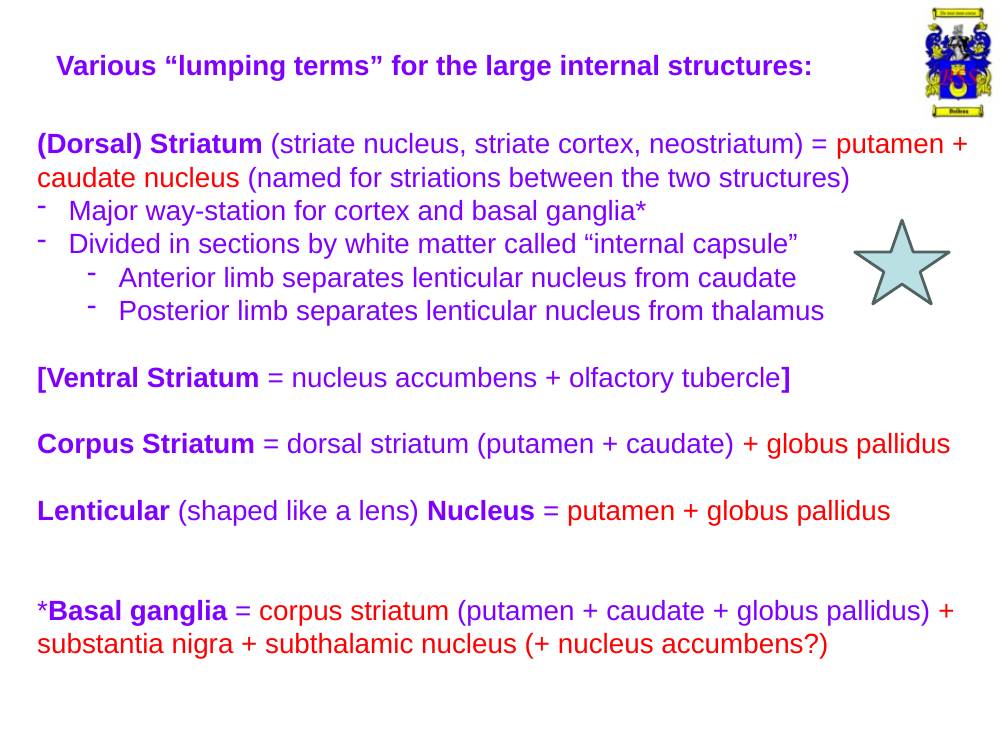 Various “lumping terms” for the large internal structures:
(Dorsal) Striatum (striate nucleus, striate cortex, neostriatum) = putamen +
caudate nucleus (named for striations between the two structures)
- Major way-station for cortex and basal ganglia*
- Divided in sections by white matter called “internal capsule”
- Anterior limb separates lenticular nucleus from caudate
- Posterior limb separates lenticular nucleus from thalamus
[Ventral Striatum = nucleus accumbens + olfactory tubercle]
Corpus Striatum = dorsal striatum (putamen + caudate) + globus pallidus
Lenticular (shaped like a lens) Nucleus = putamen + globus pallidus
*Basal ganglia = corpus striatum (putamen + caudate + globus pallidus) +
substantia nigra + subthalamic nucleus (+ nucleus accumbens?)